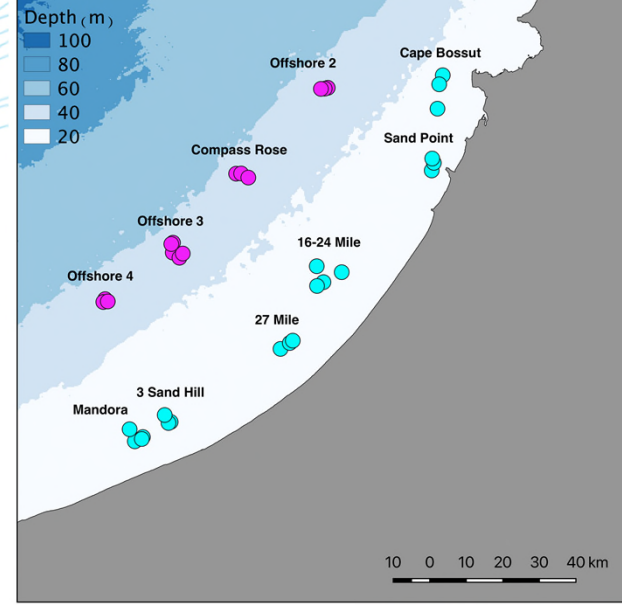 Depth (m)
100
80
60
40
20
Cape Bossut
Offshore 2
Sand Point
Compass Rose
Offshore 3
16-24 Mile
Offshore 4
27 Mile
3 Sand Hill
Mandora
10 0 10 20 30 40 km